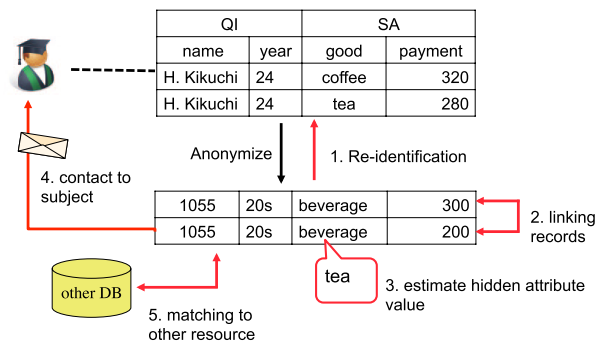 QI SA
name year good payment
H. Kikuchi 24 coffee 320
H. Kikuchi 24 tea 280
Anonymize
1. Re-identification
4. contact to
subject
1055 20s beverage 300
1055 20s beverage 200
2. linking
records
tea
3. estimate hidden attribute
value
other DB
5. matching to
other resource